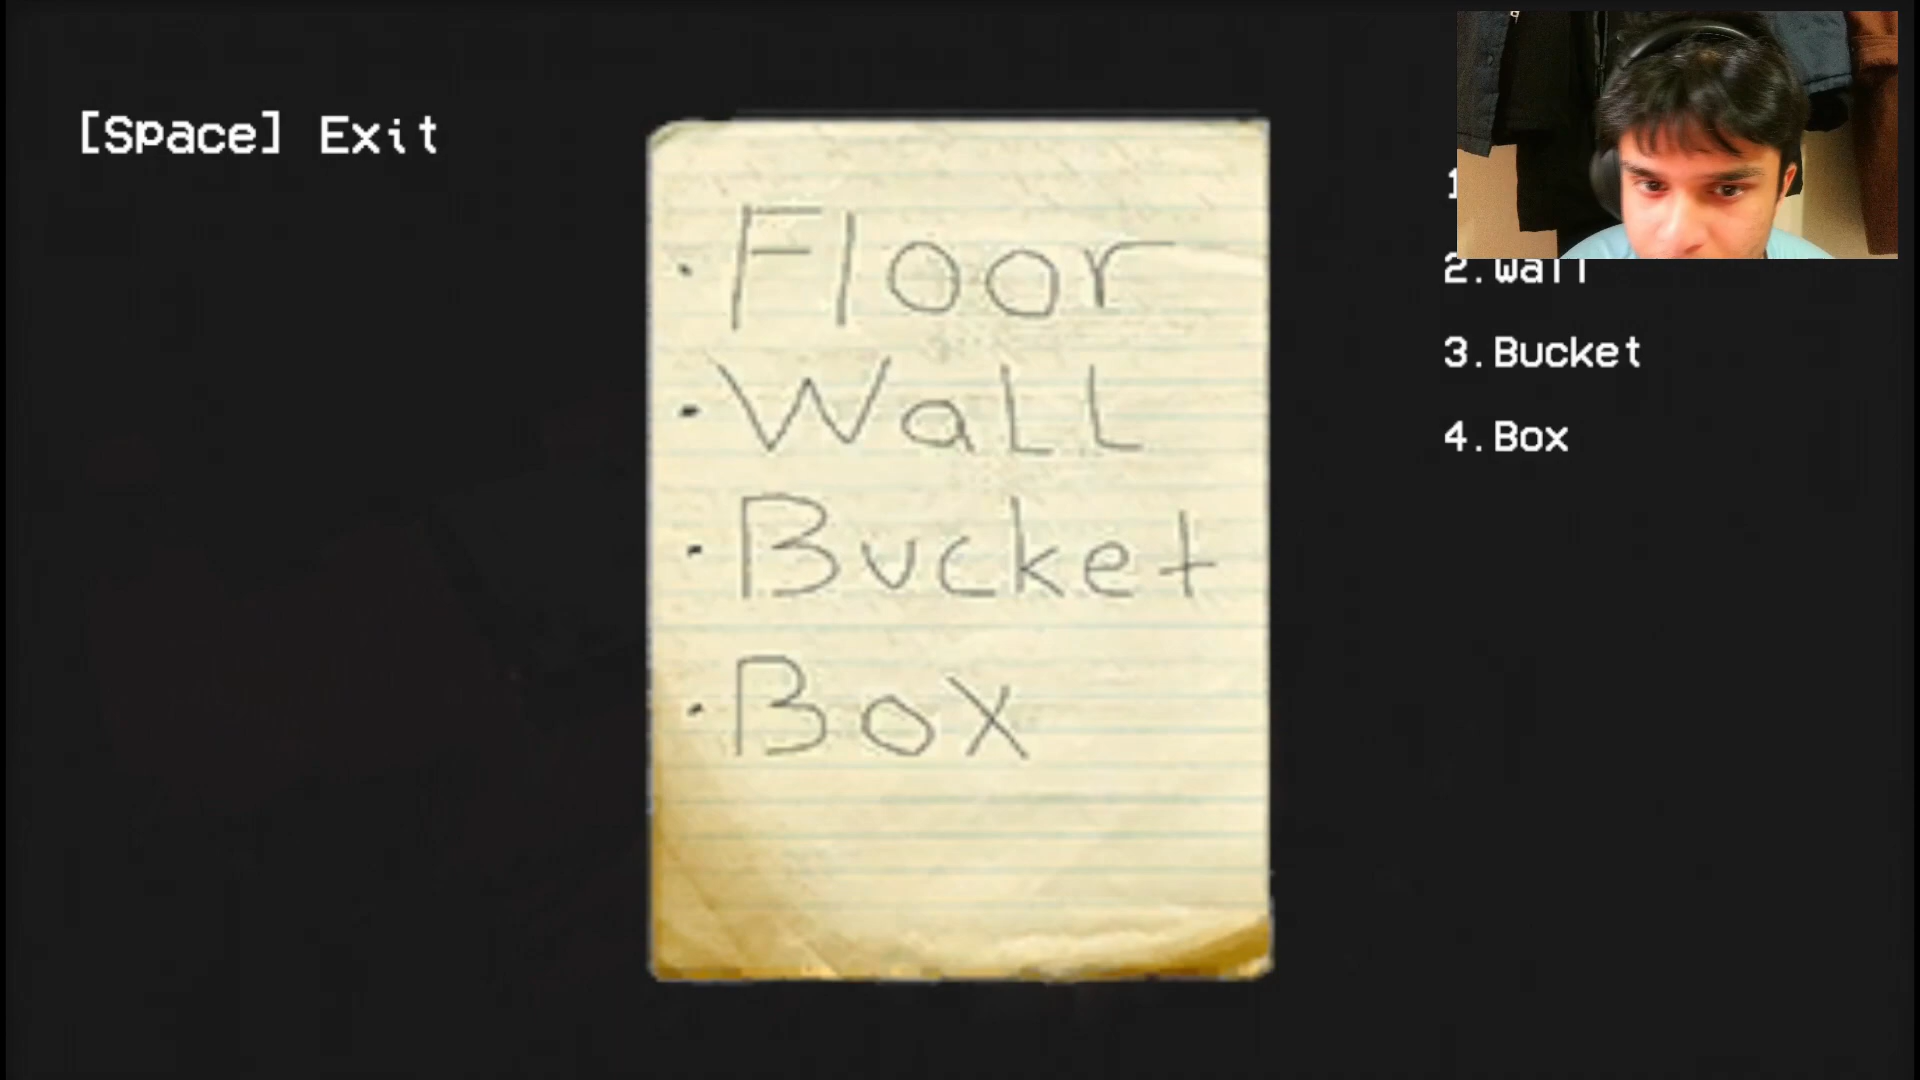 [Space] Exit
· Floor
· Wall
· Bucket
· Box
2.Wall
3.Bucket
4.Box